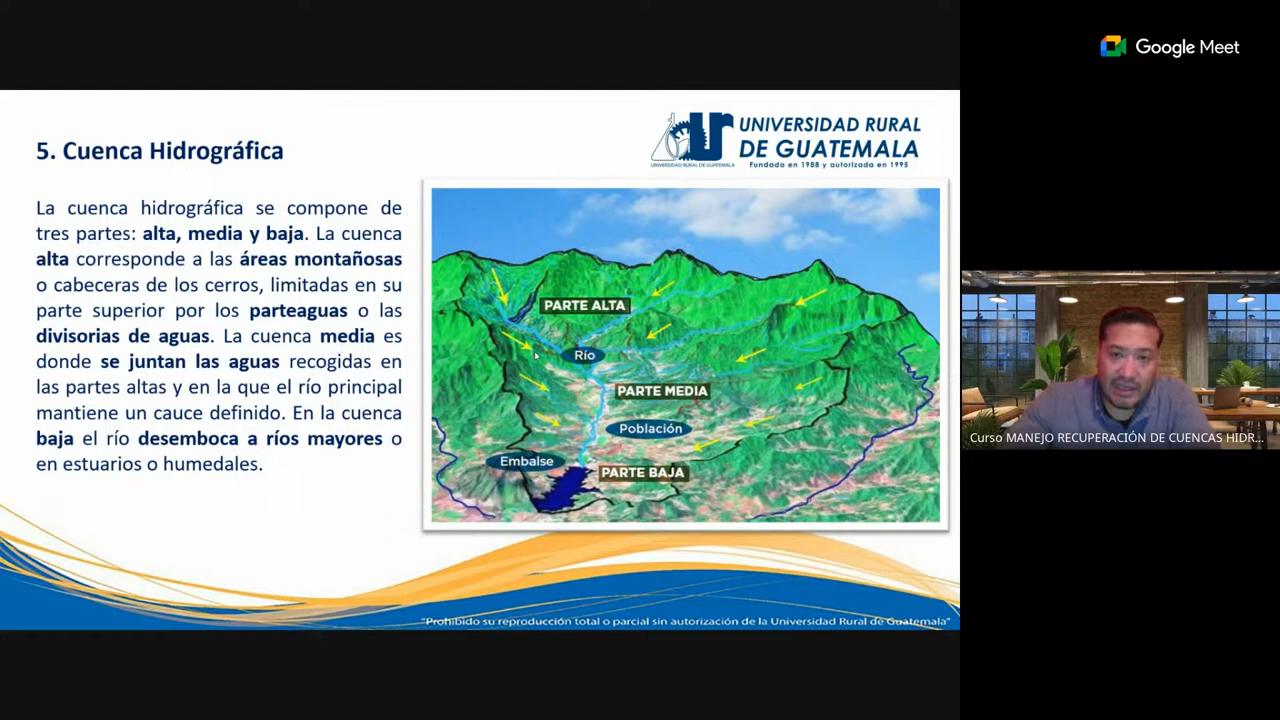 Google Meet
UNIVERSIDAD RURAL
DE GUATEMALA
Fundada en 1988 y autorizada en 1995
UNIVERSIDAD RURAL DE GUATEMALA
5. Cuenca Hidrográfica
La cuenca hidrográfica se compone de
tres partes: alta, media y baja. La cuenca
alta corresponde a las áreas montañosas
o cabeceras de los cerros, limitadas en su
parte superior por los parteaguas o las
divisorias de aguas. La cuenca media es
donde se juntan las aguas recogidas en
las partes altas y en la que el río principal
mantiene un cauce definido. En la cuenca
baja el río desemboca a ríos mayores o
en estuarios o humedales.
PARTE ALTA
Río
PARTE MEDIA
Población
Embalse
PARTE BAJA
Curso MANEJO RECUPERACIÓN DE CUENCAS HIDR...
"Prohibido su reproducción total o parcial sin autorización de la Universidad Rural de Guatemala"